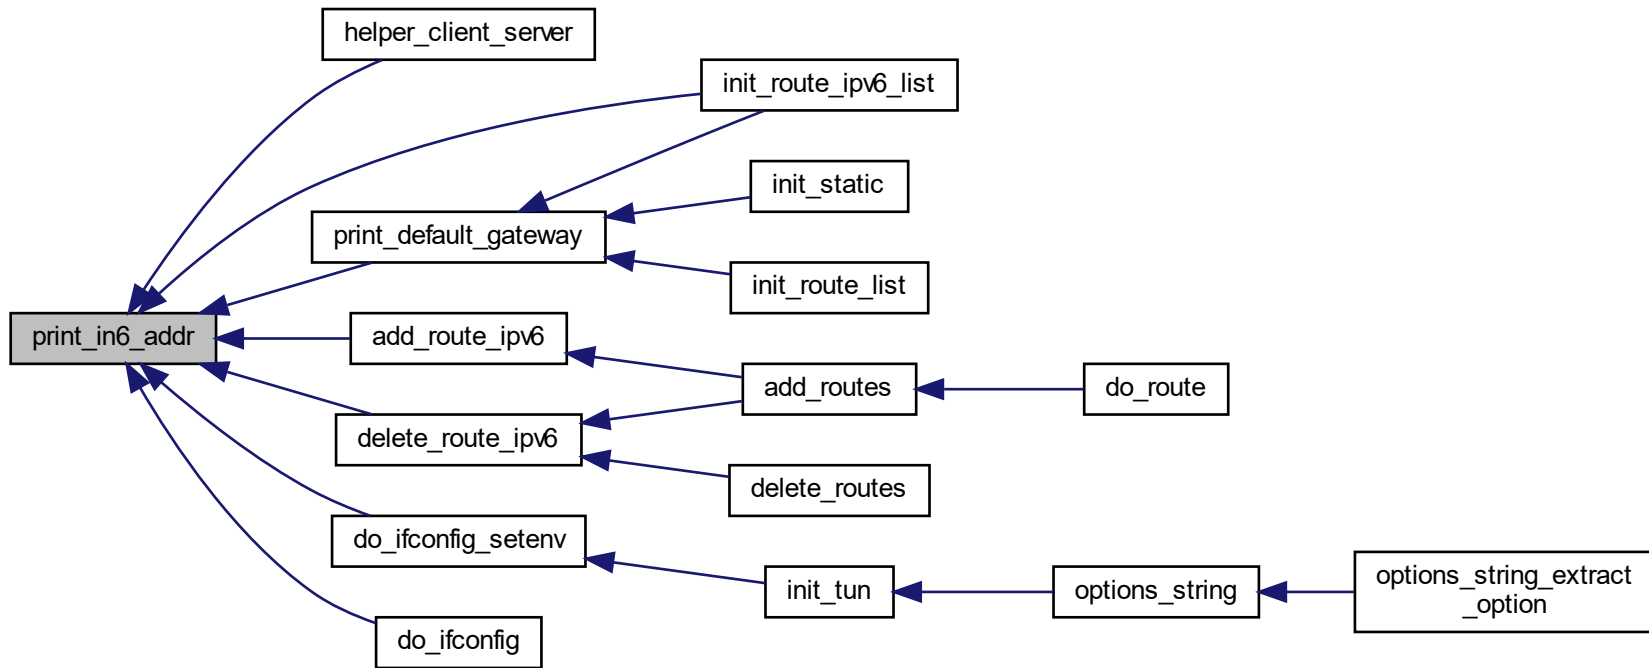 helper_client_server
init_route_ipv6_list
init_static
print_default_gateway
init_route_list
print_in6_addr
add_route_ipv6
add_routes
do_route
delete_route_ipv6
delete_routes
do_ifconfig_setenv
init_tun
options_string
options_string_extract
_option
do_ifconfig